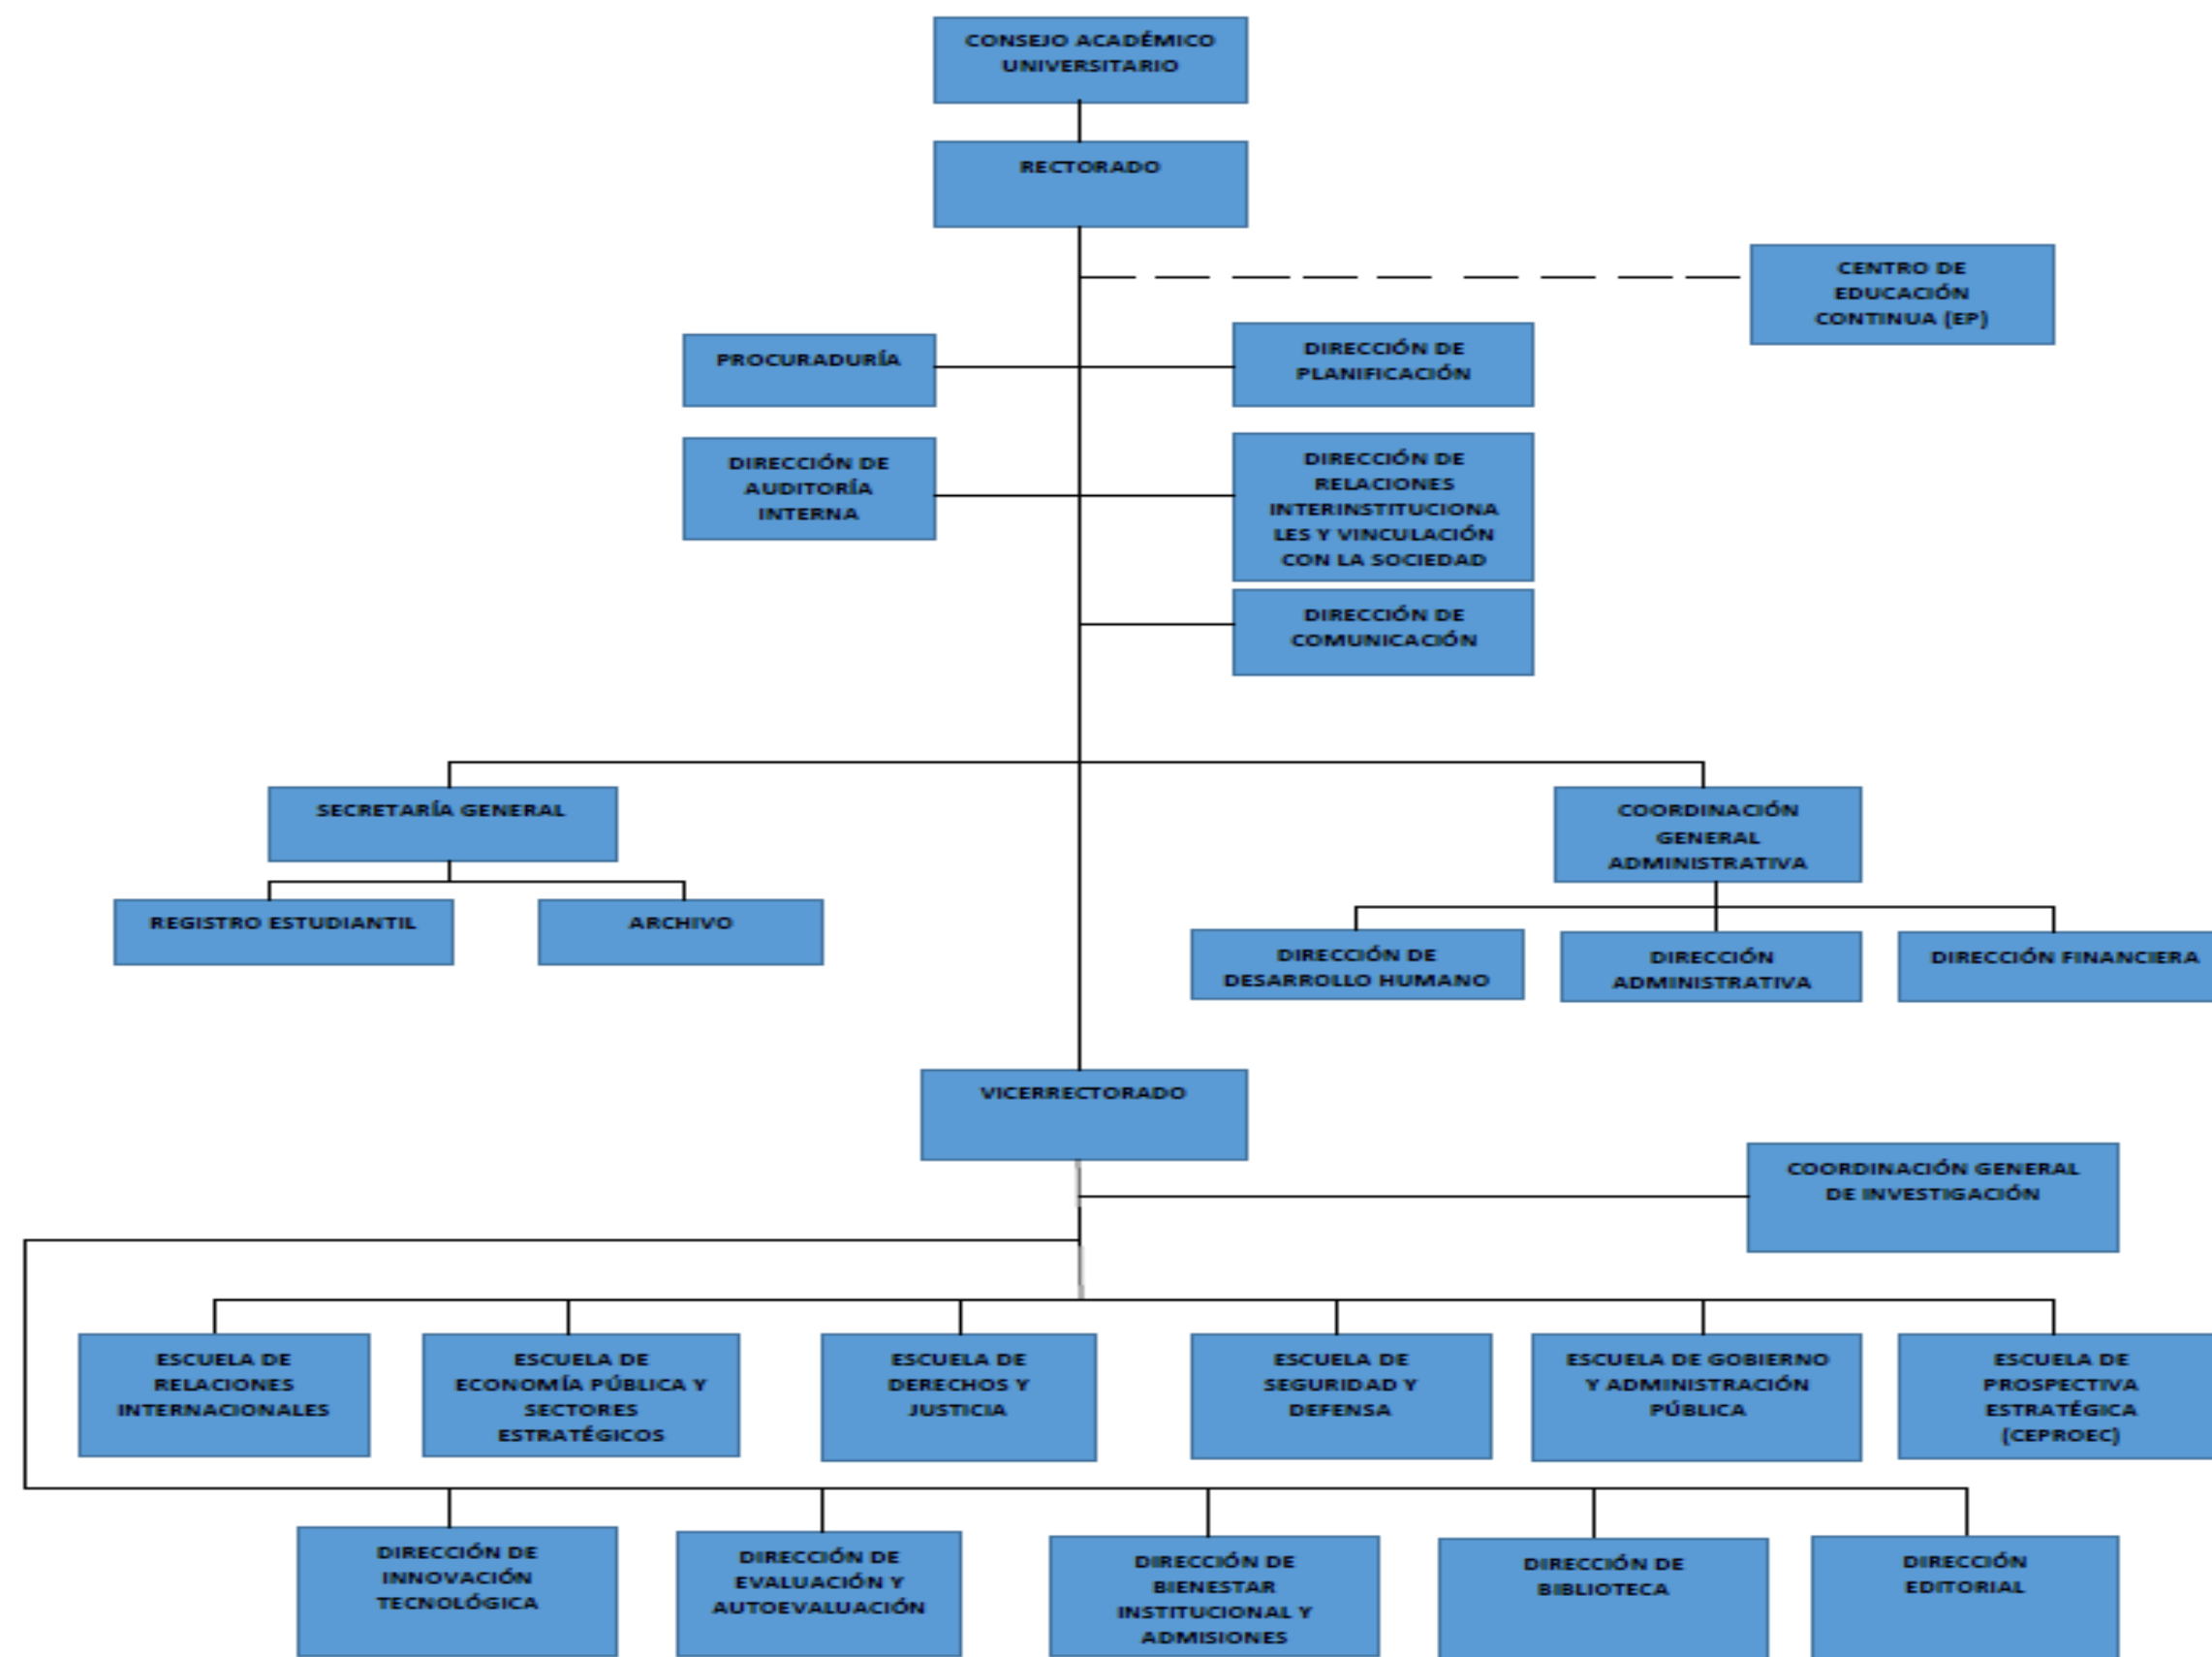 CONSEJO ACADÉMICO
UNIVERSITARIO
RECTORADO
CENTRO DE
EDUCACIÓN
CONTINUA (EP)
PROCURADURÍA
DIRECCIÓN DE
PLANIFICACIÓN
DIRECCIÓN DE
AUDITORÍA
INTERNA
DIRECCIÓN DE
RELACIONES
INTERINSTITUCIONA
LES Y VINCULACIÓN
CON LA SOCIEDAD
DIRECCIÓN DE
COMUNICACIÓN
SECRETARÍA GENERAL
COORDINACIÓN
GENERAL
ADMINISTRATIVA
REGISTRO ESTUDIANTIL
ARCHIVO
DIRECCIÓN DE
DESARROLLO HUMANO
DIRECCIÓN
ADMINISTRATIVA
DIRECCIÓN FINANCIERA
VICERRECTORADO
COORDINACIÓN GENERAL
DE INVESTIGACIÓN
ESCUELA DE
RELACIONES
INTERNACIONALES
ESCUELA DE
ECONOMÍA PÚBLICA Y
SECTORES
ESTRATÉGICOS
ESCUELA DE
DERECHOS Y
JUSTICIA
ESCUELA DE
SEGURIDAD Y
DEFENSA
ESCUELA DE GOBIERNO
Y ADMINISTRACIÓN
PÚBLICA
ESCUELA DE
PROSPECTIVA
ESTRATÉGICA
(CEPROEC)
DIRECCIÓN DE
INNOVACIÓN
TECNOLÓGICA
DIRECCIÓN DE
EVALUACIÓN Y
AUTOEVALUACIÓN
DIRECCIÓN DE
BIENESTAR
INSTITUCIONAL Y
ADMISIONES
DIRECCIÓN DE
BIBLIOTECA
DIRECCIÓN
EDITORIAL